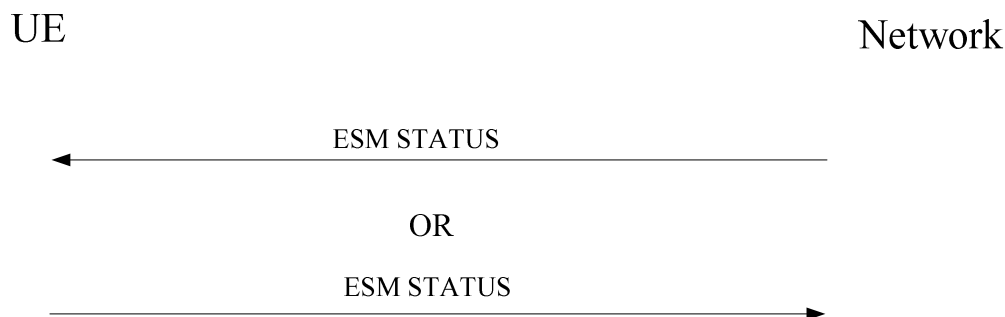 UE
Network
ESM STATUS
OR
ESM STATUS